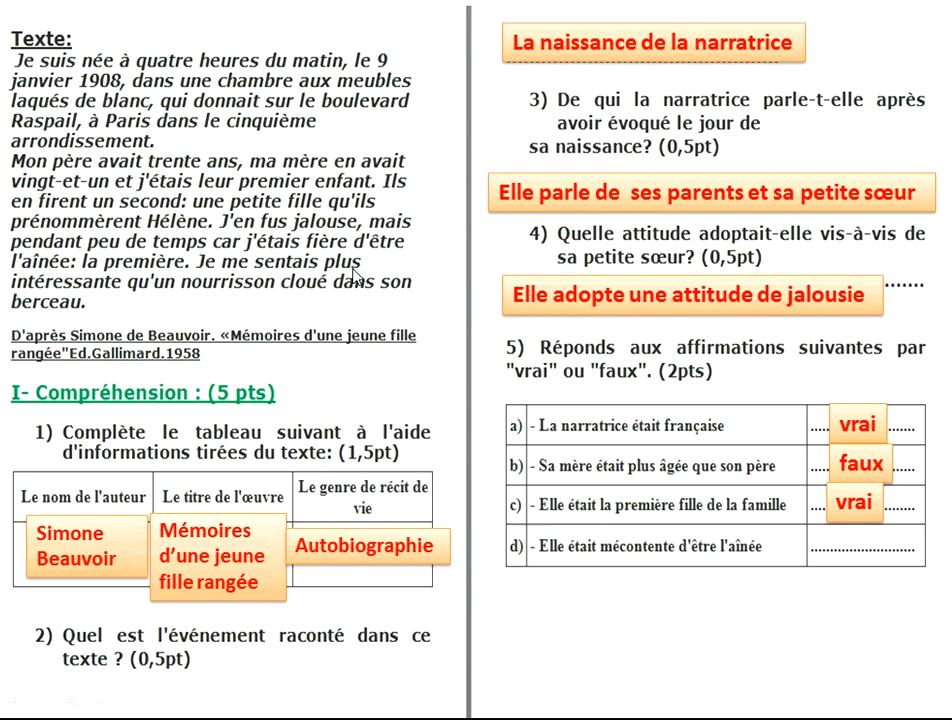 Texte:
Je suis née à quatre heures du matin, le 9
janvier 1908, dans une chambre aux meubles
laqués de blanc, qui donnait sur le boulevard
Raspail, à Paris dans le cinquième
arrondissement.
Mon père avait trente ans, ma mère en avait
vingt-et-un et j'étais leur premier enfant. Ils
en firent un second: une petite fille qu'ils
prénommèrent Hélène. J'en fus jalouse, mais
pendant peu de temps car j'étais fière d'être
l'aînée: la première. Je me sentais plus
intéressante qu'un nourrisson cloué dans son
berceau.
D'après Simone de Beauvoir. «Mémoires d'une jeune fille
rangée"Ed.Gallimard.1958
I- Compréhension : (5 pts)
1) Complète le tableau suivant à l'aide
d'informations tirées du texte: (1,5pt)
Le nom de l'auteur Le titre de l'œuvre Le genre de récit de
vie
Simone
Beauvoir
Mémoires
d'une jeune
fille rangée
Autobiographie
2) Quel est l'événement raconté dans ce
texte ? (0,5pt)
La naissance de la narratrice
3) De qui la narratrice parle-t-elle après
avoir évoqué le jour de
sa naissance? (0,5pt)
Elle parle de ses parents et sa petite sœur
4) Quelle attitude adoptait-elle vis-à-vis de
sa petite sœur? (0,5pt)
Elle adopte une attitude de jalousie
5) Réponds aux affirmations suivantes par
"vrai" ou "faux". (2pts)
a) - La narratrice était française vrai
b) - Sa mère était plus âgée que son père faux
c) - Elle était la première fille de la famille vrai
d) - Elle était mécontente d'être l'aînée